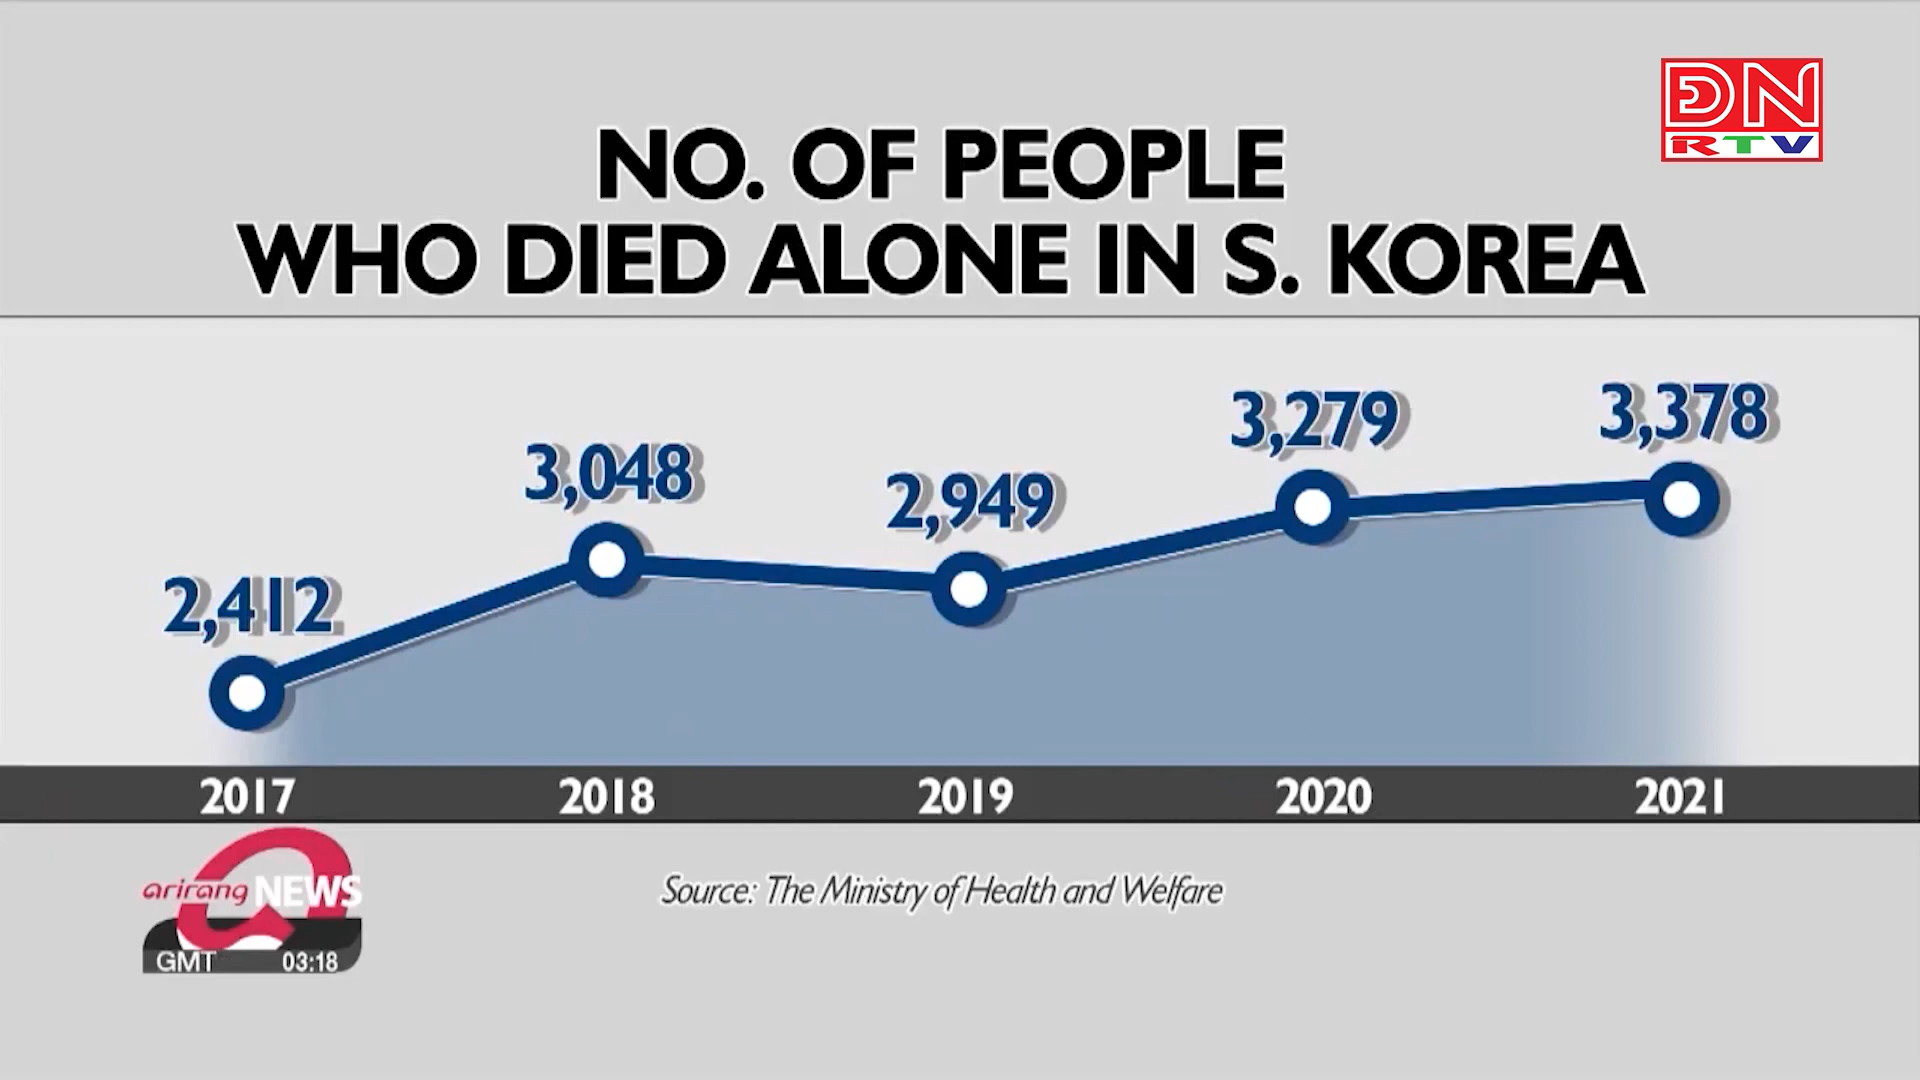 DN
RTV
NO. OF PEOPLE
WHO DIED ALONE IN S. KOREA
2,412
3,048
2,949
3,279
3,378
2017 2018 2019 2020 2021
arirang NEWS
GMT 03:18
Source: The Ministry of Health and Welfare